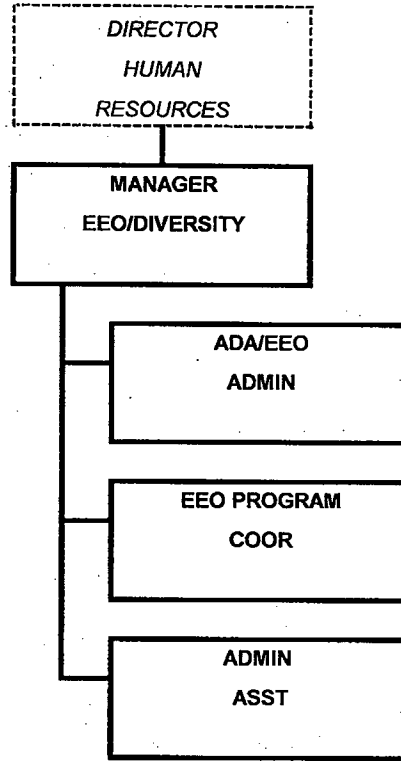 DIRECTOR
HUMAN
RESOURCES
MANAGER
EEO/DIVERSITY
ADA/EEO
ADMIN
EEO PROGRAM
COOR
ADMIN
ASST